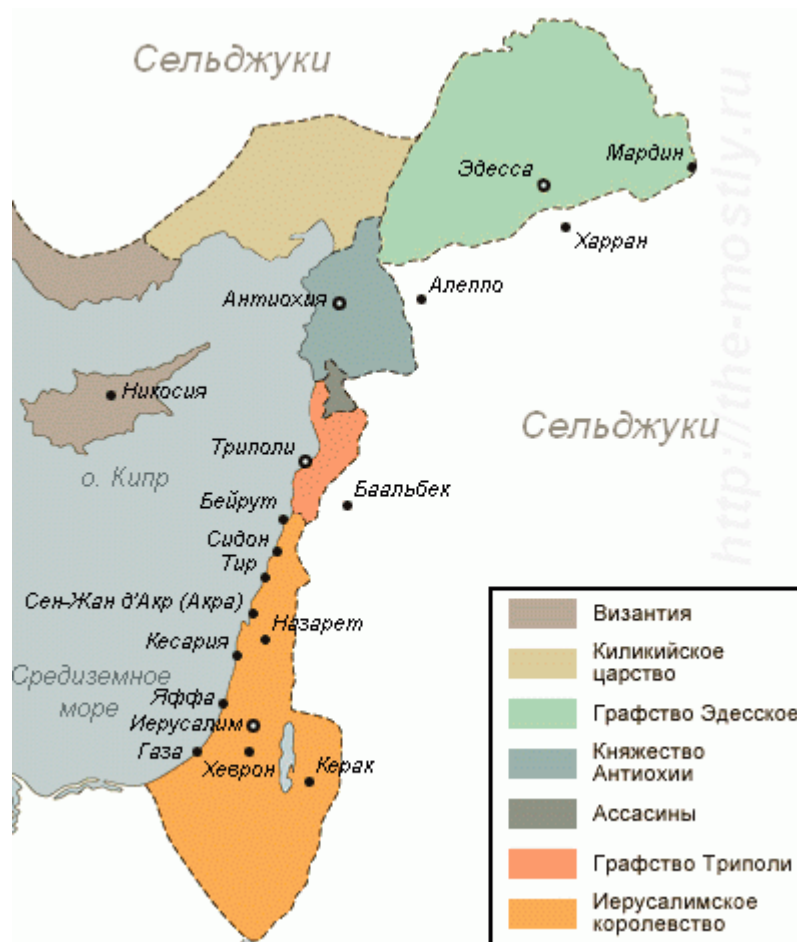 Сельджуки
Мардин
Эдесса
Харран
Алеппо
Антиохия
Никосия
Сельджуки
Триполи
о. Кипр
Баальбек
Бейрут
Сидон
Тир
Сен-Жан д'Акр (Акра)
Назарет
Кесария
Средиземное
море
Яффа
Иерусалим
Газа
Хеврон
Керак
http://the-mostly.ru
Византия
Киликийское
царство
Графство Эдесское
Княжество
Антиохии
Ассасины
Графство Триполи
Иерусалимское
королевство